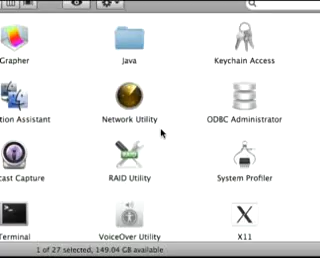 Grapher
Java
Keychain Access
tion Assistant
Network Utility
ODBC Administrator
cast Capture
RAID Utility
System Profiler
Terminal
VoiceOver Utility
X11
1 of 27 selected, 149.04 GB available